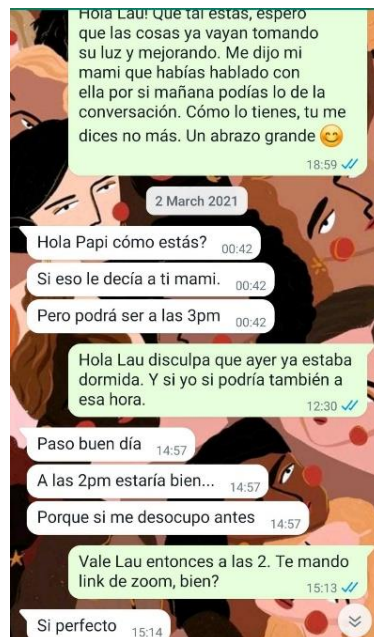 Hola Lau! Que tal estas, espero
que las cosas ya vayan tomando
su luz y mejorando. Me dijo mi
mami que habías hablado con
ella por si mañana podías lo de la
conversación. Cómo lo tienes, tu me
dices no más. Un abrazo grande 😊
18:59
2 March 2021
Hola Papi cómo estás? 00:42
Si eso le decía a ti mami. 00:42
Pero podrá ser a las 3pm 00:42
Hola Lau disculpa que ayer ya estaba
dormida. Y si yo si podría también a
esa hora. 12:30
Paso buen día 14:57
A las 2pm estaría bien... 14:57
Porque si me desocupo antes 14:57
Vale Lau entonces a las 2. Te mando
link de zoom, bien? 15:13
Si perfecto 15:14